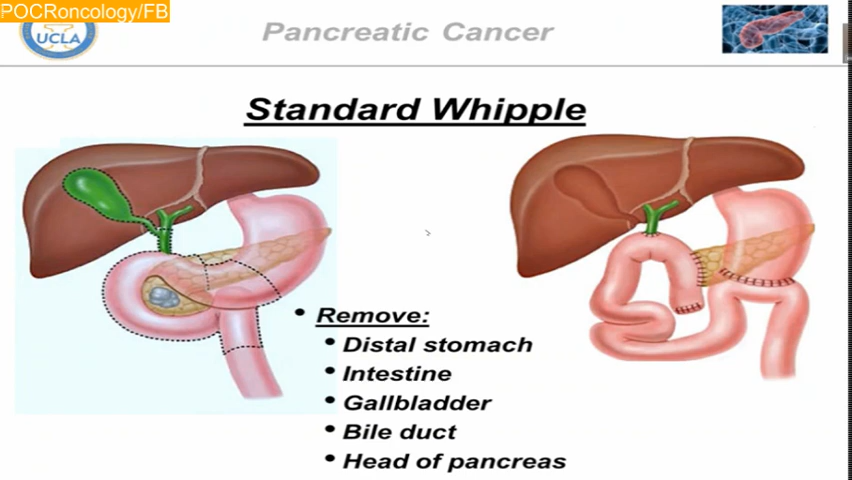 POCRoncology/FB
UCLA
Pancreatic Cancer
Standard Whipple
• Remove:
• Distal stomach
• Intestine
• Gallbladder
• Bile duct
• Head of pancreas